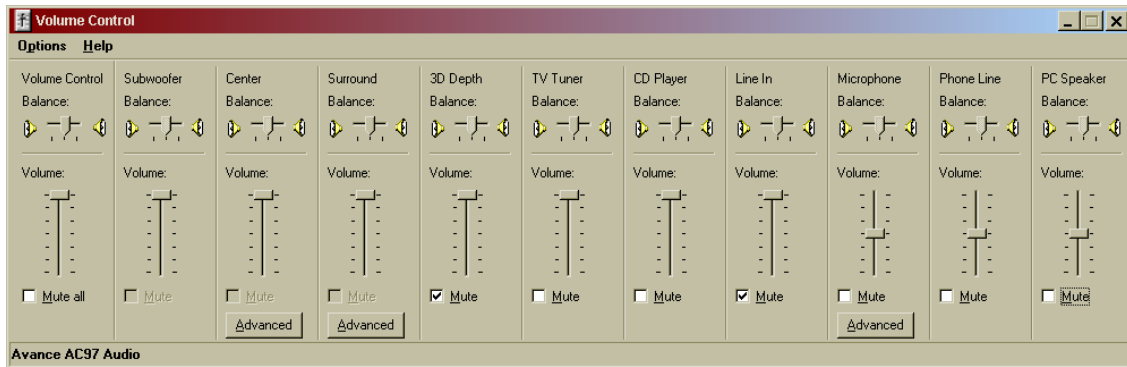 Volume Control
Options Help
Volume Control Subwoofer Center Surround 3D Depth TV Tuner CD Player Line In Microphone Phone Line PC Speaker
Balance: Balance: Balance: Balance: Balance: Balance: Balance: Balance: Balance: Balance: Balance:
Volume: Volume: Volume: Volume: Volume: Volume: Volume: Volume: Volume: Volume: Volume:
Mute all Mute Mute Mute Mute Mute Mute Mute Mute Mute Mute
Advanced Advanced Advanced
Avance AC97 Audio